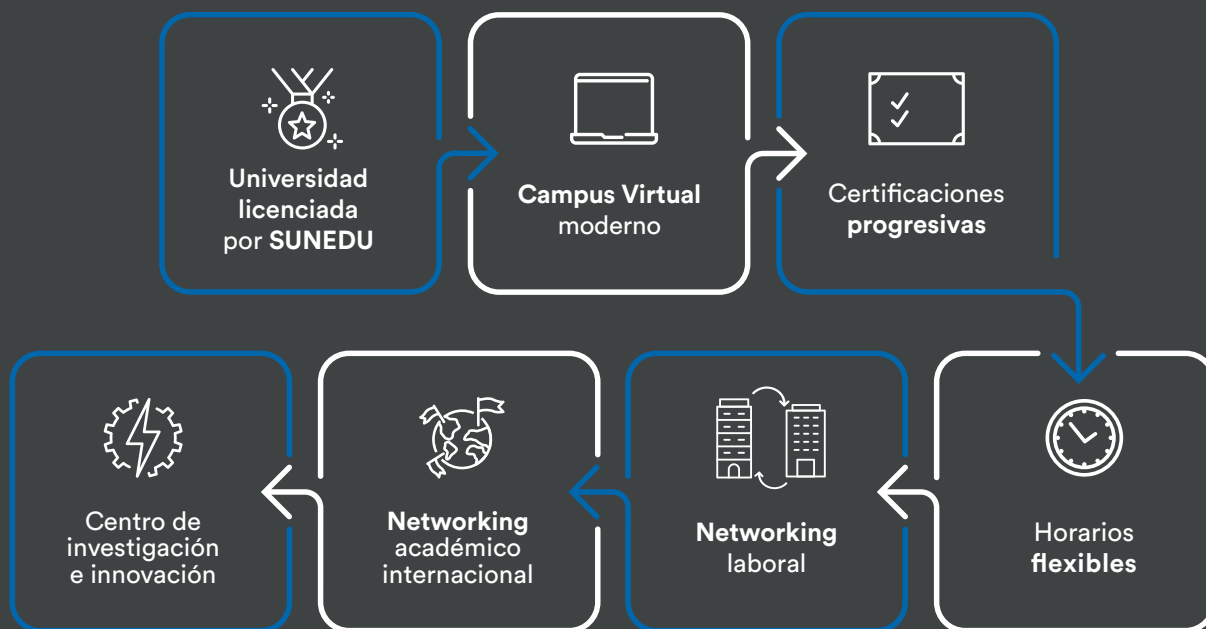 Universidad
licenciada
por SUNEDU
Campus Virtual
moderno
Certificaciones
progresivas
Horarios
flexibles
Networking
laboral
Networking
académico
internacional
Centro de
investigación
e innovación